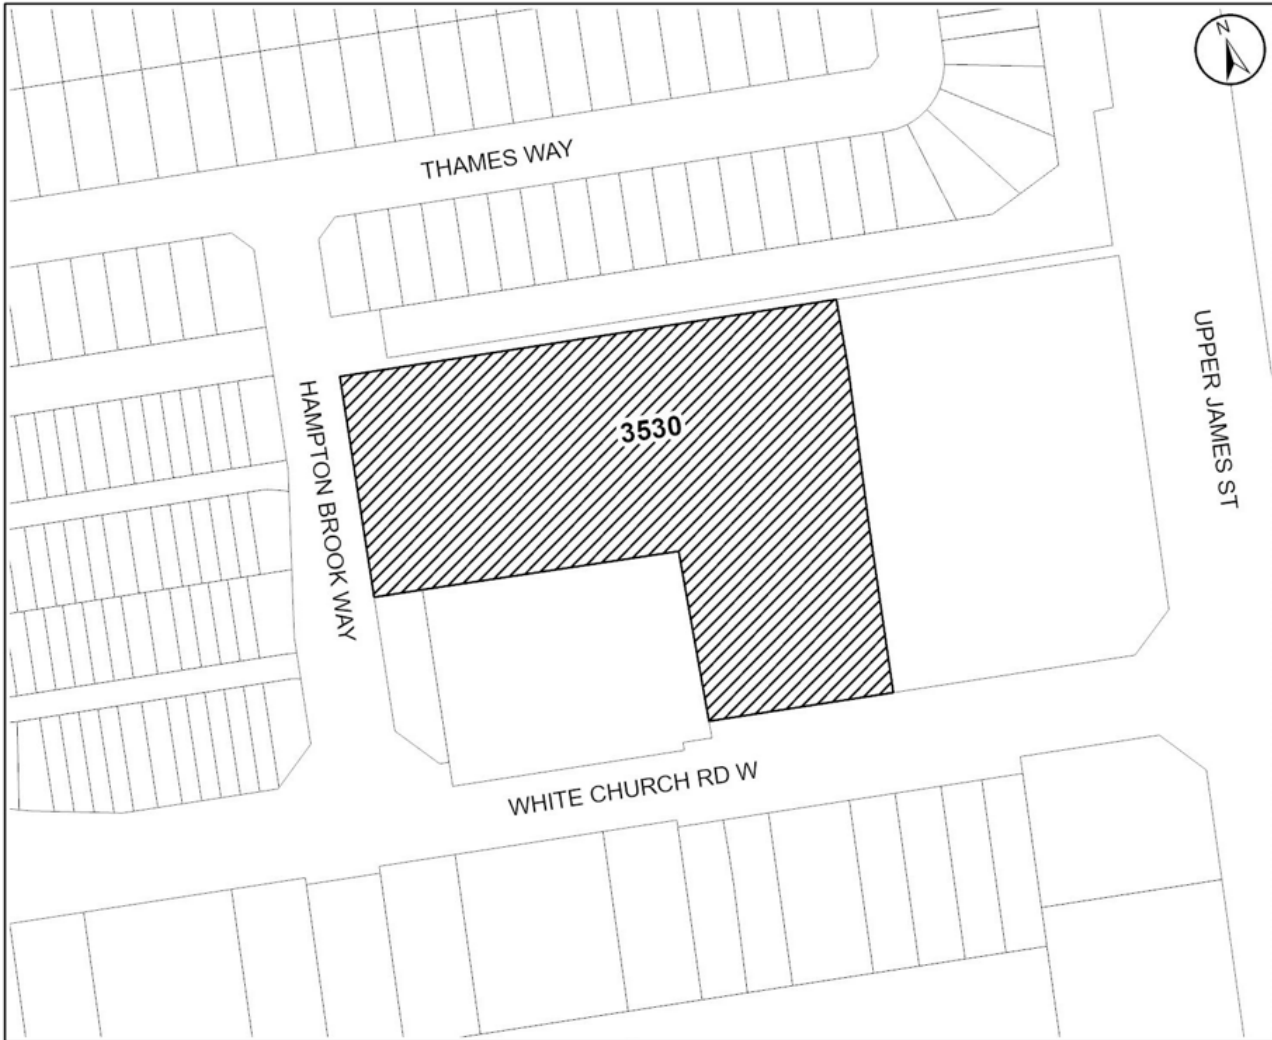 N
THAMES WAY
UPPER JAMES ST
HAMPTON BROOK WAY
3530
WHITE CHURCH RD W